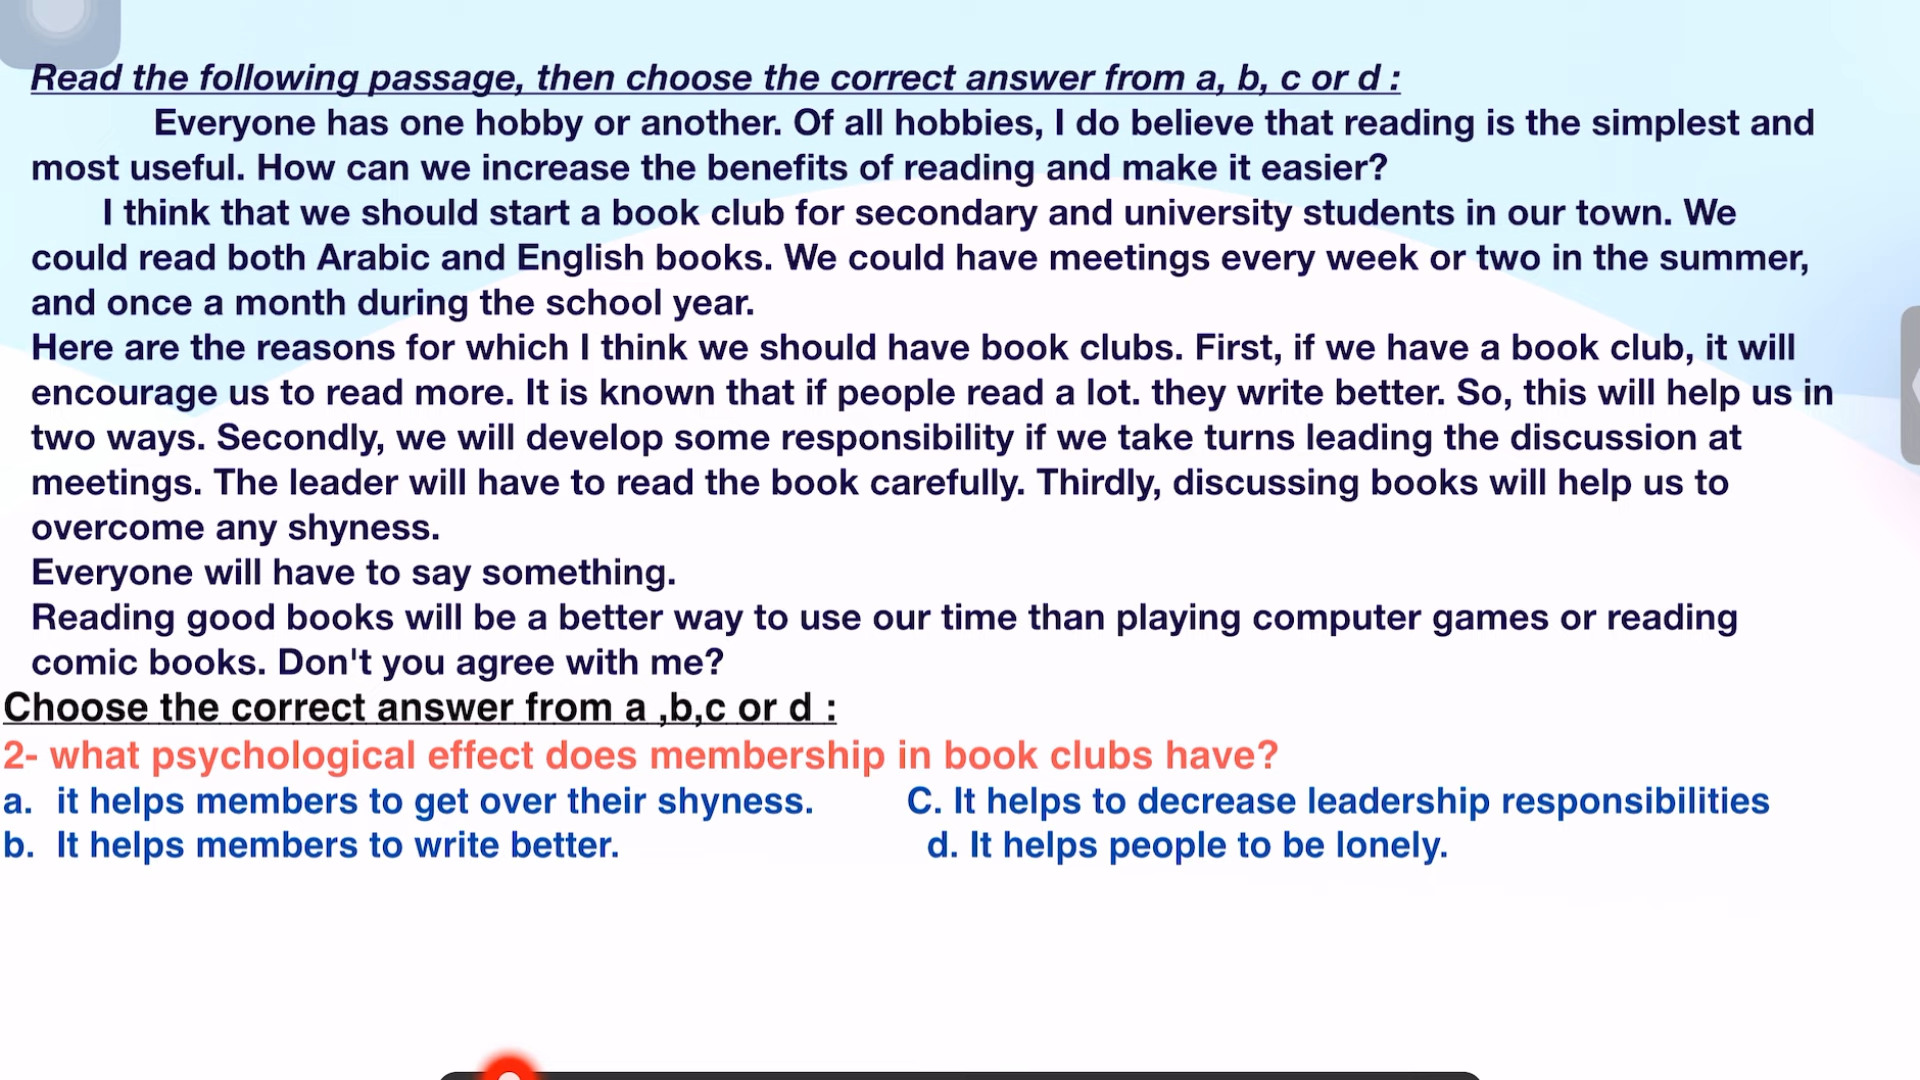 Read the following passage, then choose the correct answer from a, b, c or d :
Everyone has one hobby or another. Of all hobbies, I do believe that reading is the simplest and
most useful. How can we increase the benefits of reading and make it easier?
I think that we should start a book club for secondary and university students in our town. We
could read both Arabic and English books. We could have meetings every week or two in the summer,
and once a month during the school year.
Here are the reasons for which I think we should have book clubs. First, if we have a book club, it will
encourage us to read more. It is known that if people read a lot. they write better. So, this will help us in
two ways. Secondly, we will develop some responsibility if we take turns leading the discussion at
meetings. The leader will have to read the book carefully. Thirdly, discussing books will help us to
overcome any shyness.
Everyone will have to say something.
Reading good books will be a better way to use our time than playing computer games or reading
comic books. Don't you agree with me?
Choose the correct answer from a ,b,c or d :
2- what psychological effect does membership in book clubs have?
a. it helps members to get over their shyness. C. It helps to decrease leadership responsibilities
b. It helps members to write better. d. It helps people to be lonely.